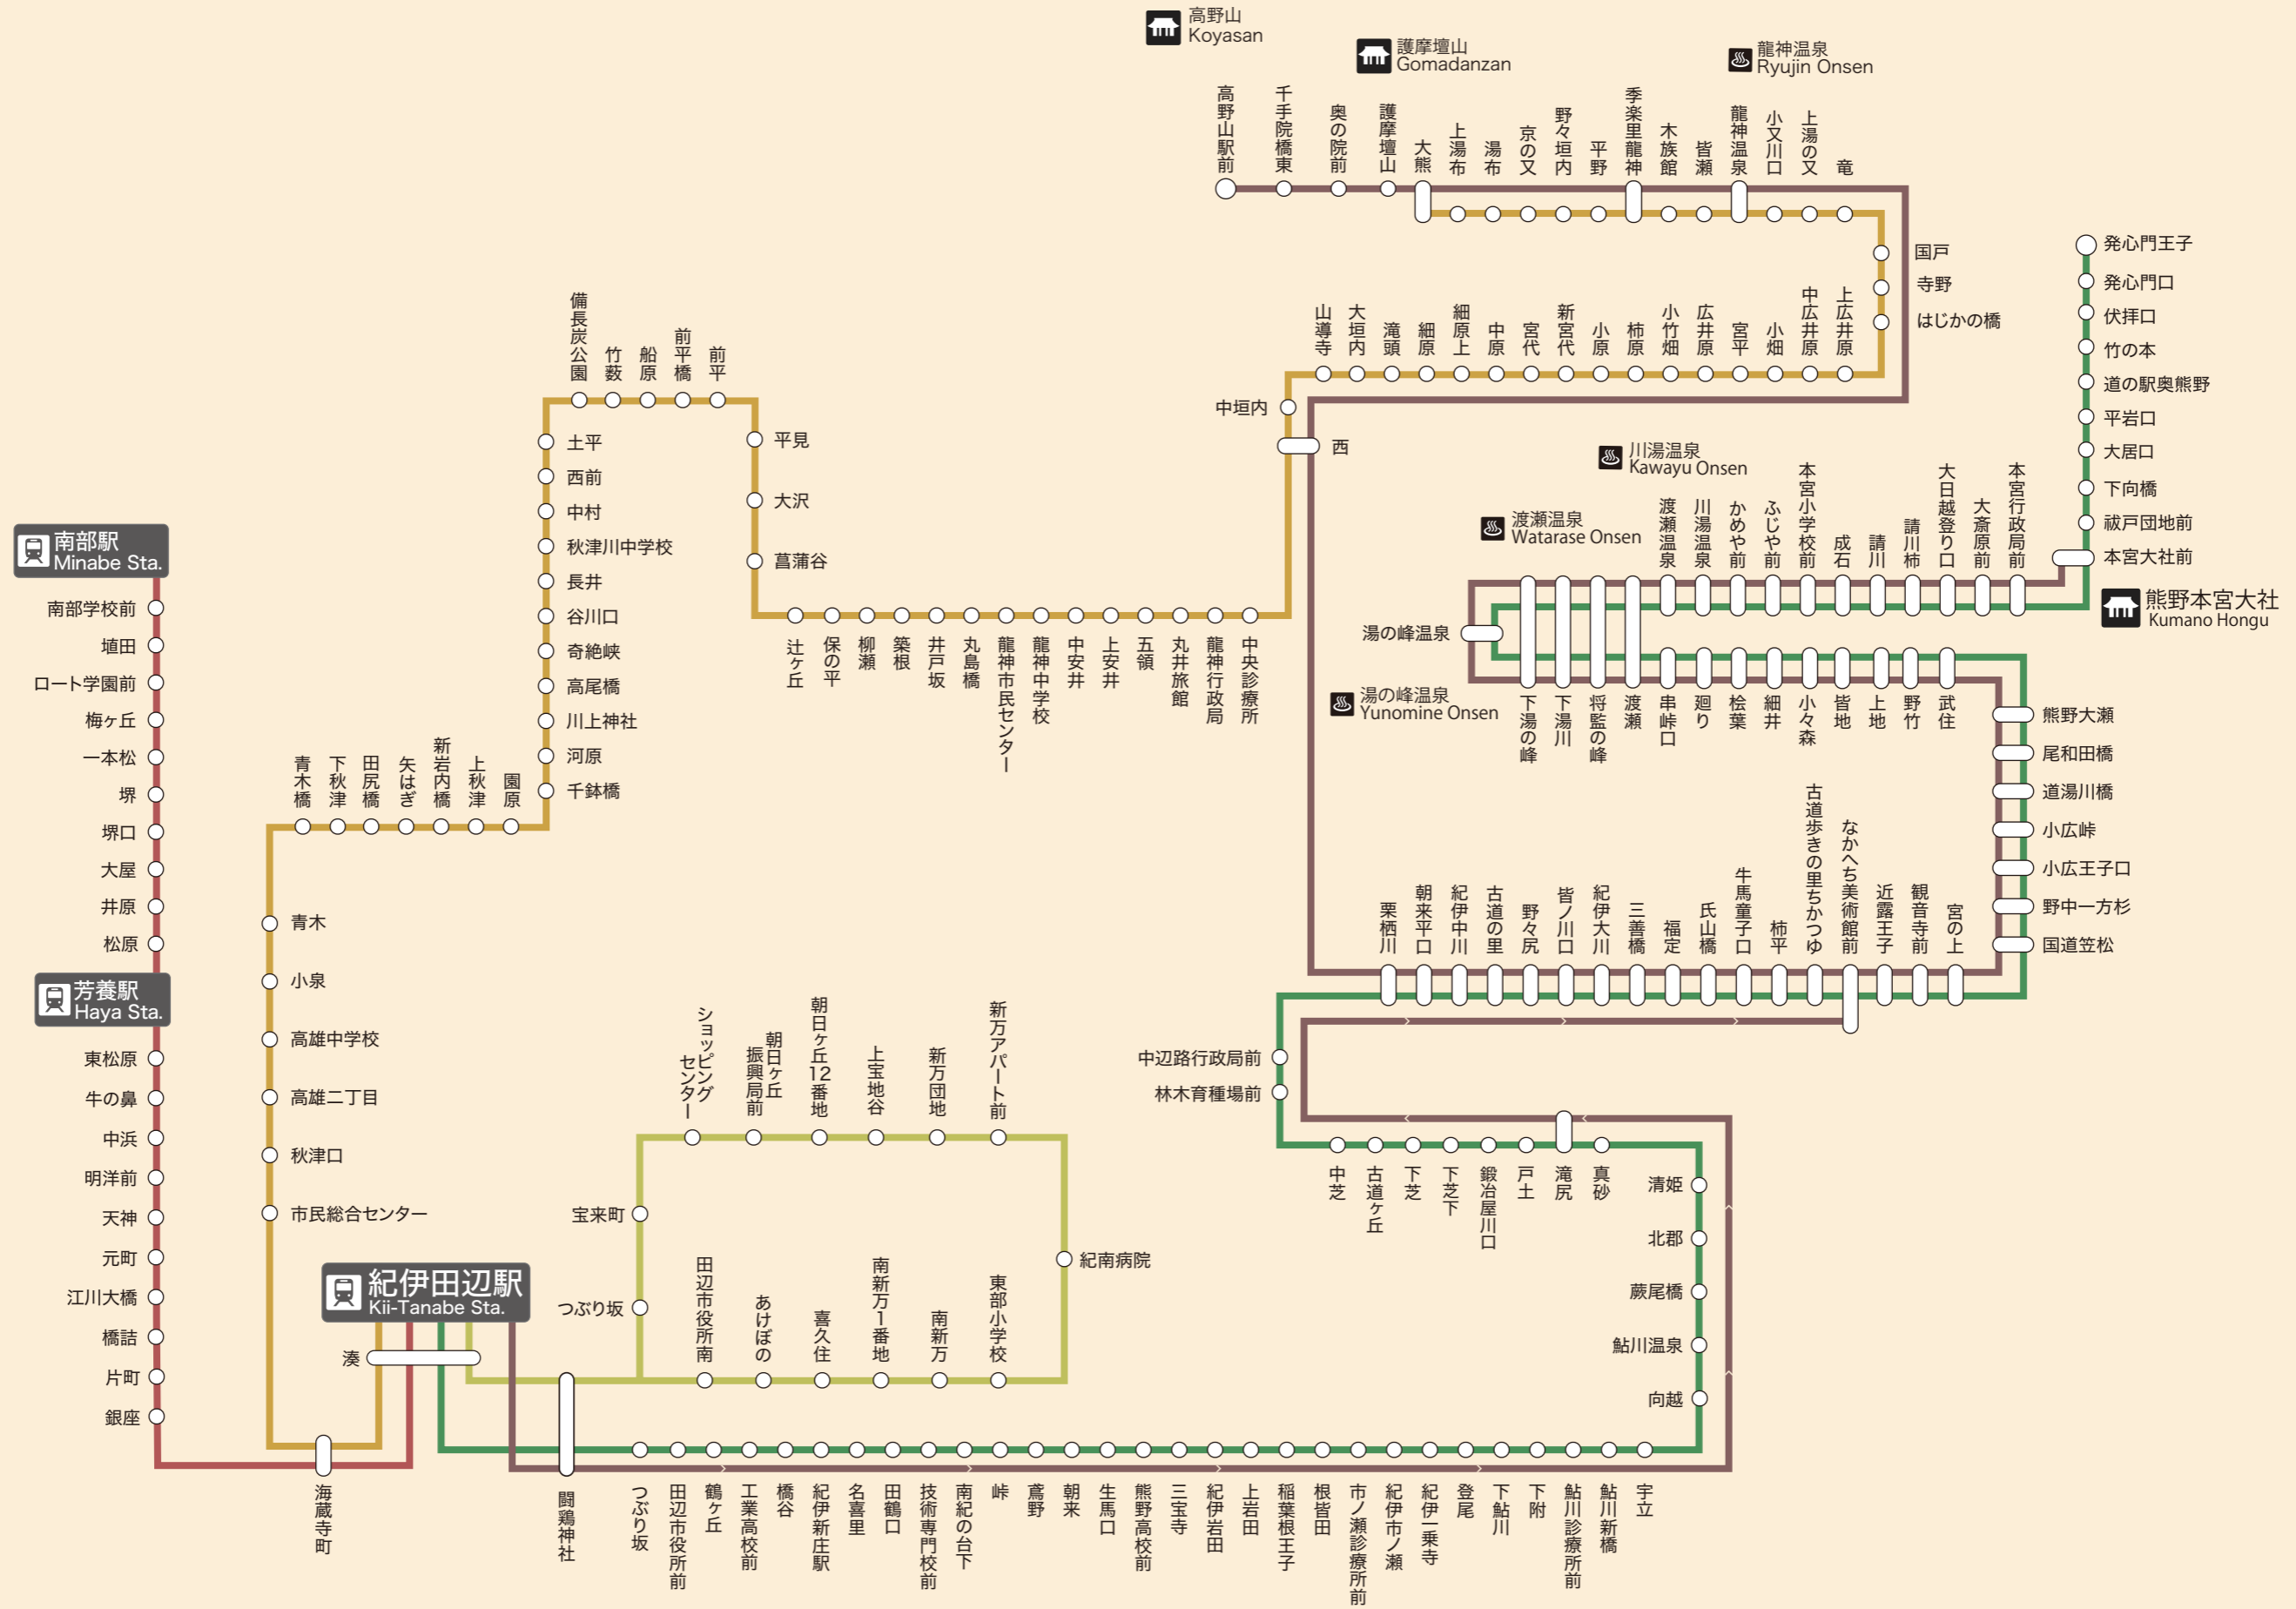 高野山
Koyasan
護摩壇山
Gomadanzan
龍神温泉
Ryujin Onsen
高野山駅前
千手院橋東
奥の院前
護摩壇山
大熊
上湯布
湯布
京の又
野々垣内
平野
季楽里龍神
木族館
皆瀬
龍神温泉
小又川口
上湯の又
竜
国戸
寺野
はじかの橋
山導寺
大垣内
滝頭
細原
細原上
中原
宮代
新宮代
小原
柿原
小竹畑
広井原
宮平
小畑
中広井原
上広井原
中垣内
西
発心門王子
発心門口
伏拝口
竹の本
道の駅奥熊野
平岩口
大居口
下向橋
祓戸団地前
本宮大社前
熊野本宮大社
Kumano Hongu
備長炭公園
竹藪
船原
前平橋
前平
土平
西前
中村
秋津川中学校
長井
谷川口
奇絶峡
高尾橋
川上神社
河原
千鉢橋
平見
大沢
菖蒲谷
辻ヶ丘
保の平
柳瀬
築根
井戸坂
丸島橋
龍神市民センター
龍神中学校
中安井
上安井
五領
丸井旅館
龍神行政局
中央診療所
川湯温泉
Kawayu Onsen
渡瀬温泉
Watarase Onsen
渡瀬温泉
川湯温泉
かめや前
ふじや前
本宮小学校前
成石
請川
請川柿
大日越登り口
大斎原前
本宮行政局前
湯の峰温泉
湯の峰温泉
Yunomine Onsen
下湯の峰
下湯川
将監の峰
渡瀬
串峠口
廻り
桧葉
細井
小々森
皆地
上地
野竹
武住
熊野大瀬
尾和田橋
道湯川橋
小広峠
小広王子口
野中一方杉
国道笠松
南部駅
Minabe Sta.
南部学校前
埴田
ロート学園前
梅ヶ丘
一本松
堺
堺口
大屋
井原
松原
芳養駅
Haya Sta.
東松原
牛の鼻
中浜
明洋前
天神
元町
江川大橋
橋詰
片町
銀座
青木橋
下秋津
田尻橋
矢はぎ
新岩内橋
上秋津
園原
青木
小泉
高雄中学校
高雄二丁目
秋津口
市民総合センター
栗栖川
朝来平口
紀伊中川
古道の里
野々尻
皆ノ川口
紀伊大川
三善橋
福定
氏山橋
牛馬童子口
柿平
古道歩きの里ちかつゆ
なかへち美術館前
近露王子
観音寺前
宮の上
中辺路行政局前
林木育種場前
中芝
古道ヶ丘
下芝
下芝下
鍛冶屋川口
戸土
滝尻
真砂
清姫
北郡
蕨尾橋
鮎川温泉
向越
ショッピング
センター
朝日ヶ丘
振興局前
朝日ヶ丘12番地
上宝地谷
新万団地
新万アパート前
宝来町
つぶり坂
紀南病院
田辺市役所南
あけぼの
喜久住
南新万1番地
南新万
東部小学校
紀伊田辺駅
Kii-Tanabe Sta.
湊
海蔵寺町
闘鶏神社
つぶり坂
田辺市役所前
鶴ヶ丘
工業高校前
橋谷
紀伊新庄駅
名喜里
田鶴口
技術専門校前
南紀の台下
峠
鳶野
朝来
生馬口
熊野高校前
三宝寺
紀伊岩田
上岩田
稲葉根王子
根皆田
市ノ瀬診療所前
紀伊市ノ瀬
紀伊一乗寺
登尾
下鮎川
下附
鮎川診療所前
鮎川新橋
宇立